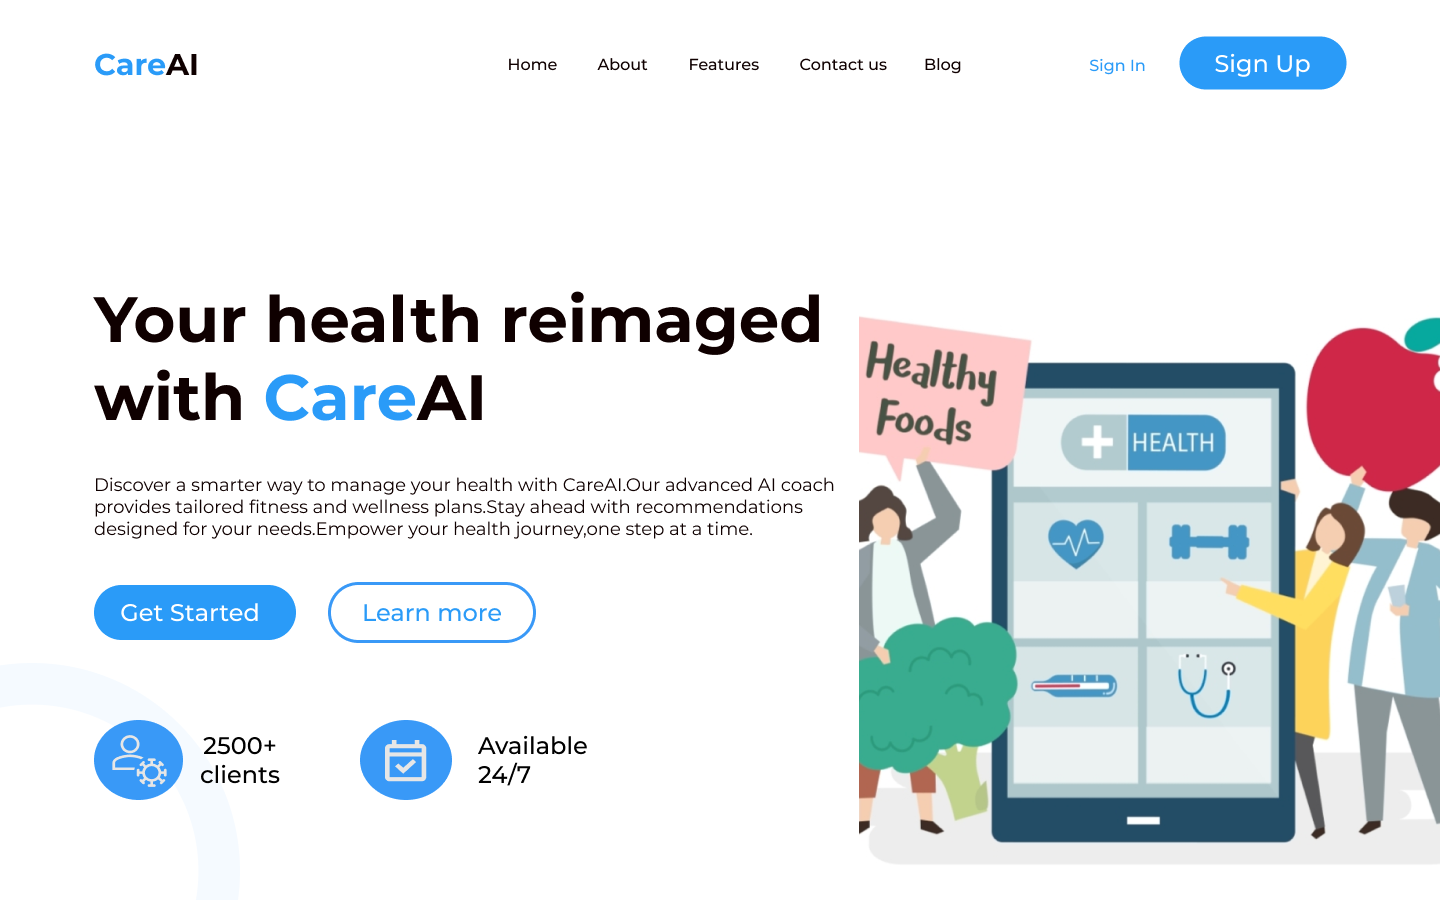 CareAI
Home About Features Contact us Blog Sign In Sign Up
Your health reimaged
with CareAI
Discover a smarter way to manage your health with CareAI.Our advanced AI coach
provides tailored fitness and wellness plans.Stay ahead with recommendations
designed for your needs.Empower your health journey,one step at a time.
Get Started Learn more
2500+
clients
Available
24/7
Healthy
Foods
HEALTH